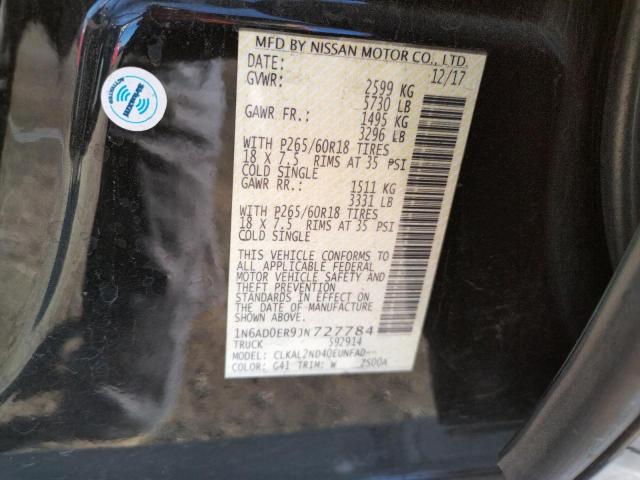 MFD BY NISSAN MOTOR CO., LTD.
DATE: 12/17
GVWR: 2599 KG
5730 LB
GAWR FR.: 1495 KG
3296 LB
WITH P265/60R18 TIRES
18 X 7.5 RIMS AT 35 PSI
COLD SINGLE
GAWR RR.: 1511 KG
3331 LB
WITH P265/60R18 TIRES
18 X 7.5 RIMS AT 35 PSI
COLD SINGLE
THIS VEHICLE CONFORMS TO
ALL APPLICABLE FEDERAL
MOTOR VEHICLE SAFETY AND
THEFT PREVENTION
STANDARDS IN EFFECT ON
THE DATE OF MANUFACTURE
SHOWN ABOVE.
1N6AD0ER9JN727784
TRUCK 592914
MODEL: CLKAL2ND40EUNFAD--
COLOR: G41 TRIM: W 2500A